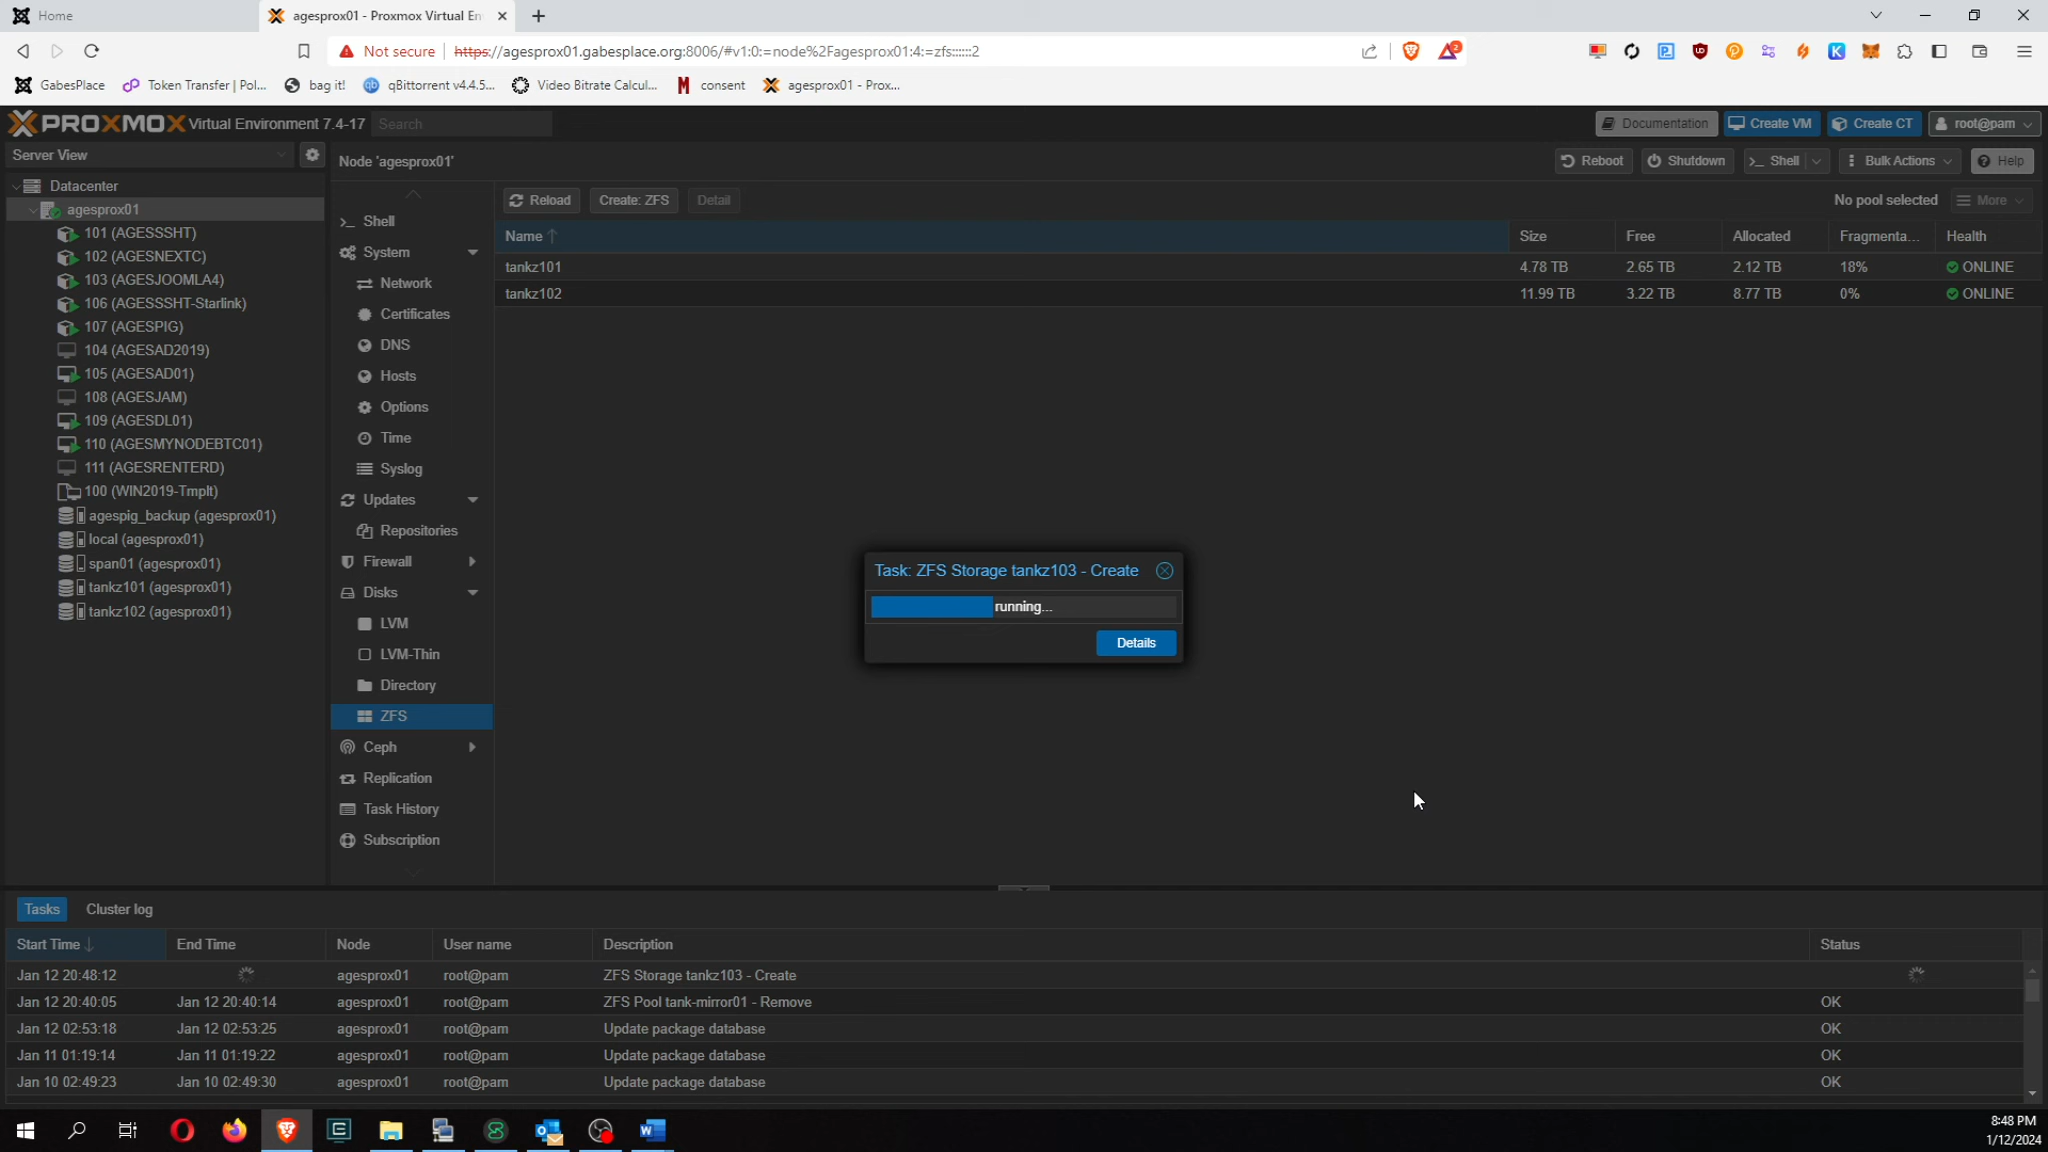 Home
agesprox01 - Proxmox Virtual En
Not secure
https://agesprox01.gabesplace.org:8006/#v1:0:=node%2Fagesprox01:4:=zfs::::::2
2
GabesPlace
Token Transfer | Pol...
bag it!
qBittorrent v4.4.5...
Video Bitrate Calcul...
consent
agesprox01 - Prox...
PROXMOX Virtual Environment 7.4-17
Search
Documentation
Create VM
Create CT
root@pam
Server View
Node 'agesprox01'
Reboot
Shutdown
Shell
Bulk Actions
Help
Datacenter
agesprox01
101 (AGESSSHT)
102 (AGESNEXTC)
103 (AGESJOOMLA4)
106 (AGESSSHT-Starlink)
107 (AGESPIG)
104 (AGESAD2019)
105 (AGESAD01)
108 (AGESJAM)
109 (AGESDL01)
110 (AGESMYNODEBTC01)
111 (AGESRENTERD)
100 (WIN2019-Tmplt)
agespig_backup (agesprox01)
local (agesprox01)
span01 (agesprox01)
tankz101 (agesprox01)
tankz102 (agesprox01)
Shell
System
Network
Certificates
DNS
Hosts
Options
Time
Syslog
Updates
Repositories
Firewall
Disks
LVM
LVM-Thin
Directory
ZFS
Ceph
Replication
Task History
Subscription
Reload
Create: ZFS
Detail
No pool selected
More
Name Size Free Allocated Fragmenta... Health
tankz101 4.78 TB 2.65 TB 2.12 TB 18% ONLINE
tankz102 11.99 TB 3.22 TB 8.77 TB 0% ONLINE
Task: ZFS Storage tankz103 - Create
running...
Details
Tasks
Cluster log
Start Time End Time Node User name Description Status
Jan 12 20:48:12 agesprox01 root@pam ZFS Storage tankz103 - Create
Jan 12 20:40:05 Jan 12 20:40:14 agesprox01 root@pam ZFS Pool tank-mirror01 - Remove OK
Jan 12 02:53:18 Jan 12 02:53:25 agesprox01 root@pam Update package database OK
Jan 11 01:19:14 Jan 11 01:19:22 agesprox01 root@pam Update package database OK
Jan 10 02:49:23 Jan 10 02:49:30 agesprox01 root@pam Update package database OK
8:48 PM
1/12/2024